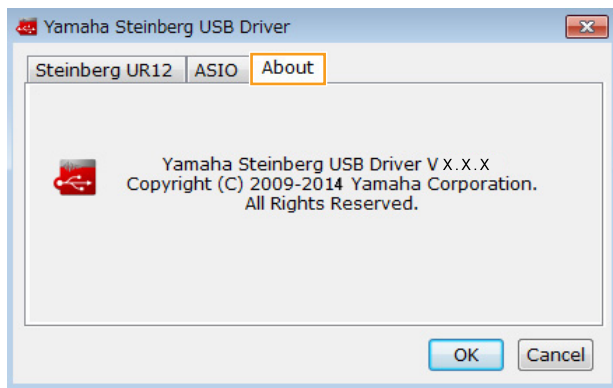 Yamaha Steinberg USB Driver
Steinberg UR12 ASIO About
Yamaha Steinberg USB Driver V X.X.X
Copyright (C) 2009-2014 Yamaha Corporation.
All Rights Reserved.
OK Cancel